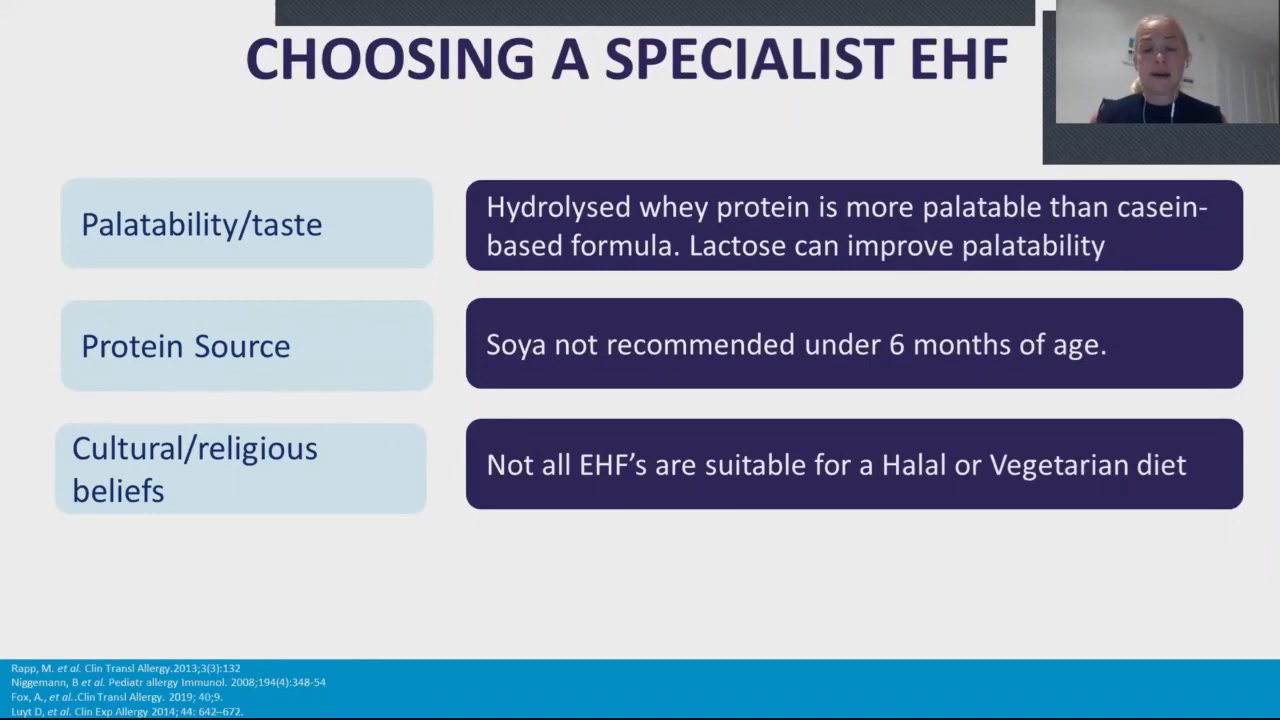 CHOOSING A SPECIALIST EHF
Palatability/taste
Hydrolysed whey protein is more palatable than casein-
based formula. Lactose can improve palatability
Protein Source
Soya not recommended under 6 months of age.
Cultural/religious
beliefs
Not all EHF’s are suitable for a Halal or Vegetarian diet
Rapp, M. et al. Clin Transl Allergy.2013;3(3):132
Niggemann, B et al. Pediatr allergy Immunol. 2008;194(4):348-54
Fox, A., et al..Clin Transl Allergy. 2019; 40;9.
Luyt D, et al. Clin Exp Allergy 2014; 44: 642–672.